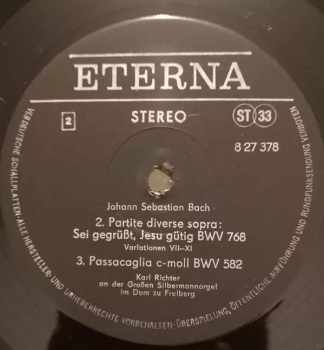 ETERNA
2
STEREO
ST 33
8 27 378
Johann Sebastian Bach
2. Partite diverse sopra:
Sei gegrüßt, Jesu gütig BWV 768
Variationen VII–XI
3. Passacaglia c-moll BWV 582
Karl Richter
an der Großen Silbermannorgel
im Dom zu Freiberg
VEB DEUTSCHE SCHALLPLATTEN · ALLE HERSTELLER- UND URHEBERRECHTE VORBEHALTEN · ÜBERSPIELUNG, ÖFFENTLICHE AUFFÜHRUNG UND RUNDFUNKSENDUNG VERBOTEN